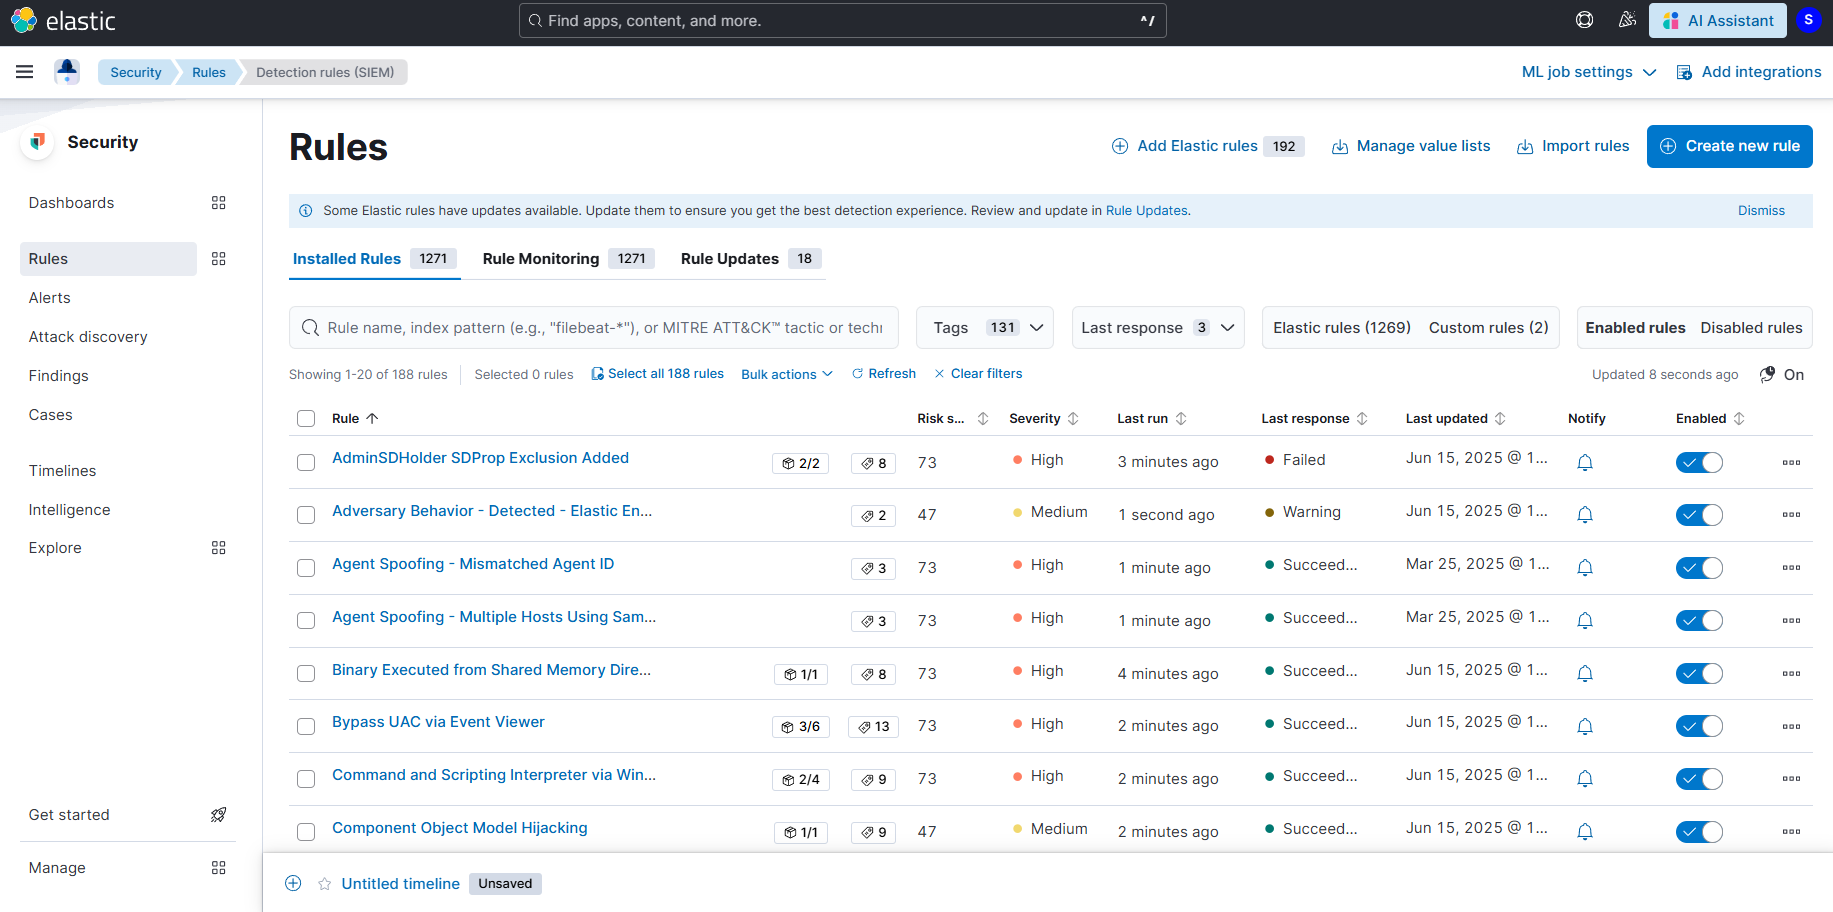 elastic
Find apps, content, and more.
^/
AI Assistant
S
Security
Rules
Detection rules (SIEM)
ML job settings
Add integrations
Security
Dashboards
Rules
Alerts
Attack discovery
Findings
Cases
Timelines
Intelligence
Explore
Get started
Manage
Rules
Add Elastic rules 192
Manage value lists
Import rules
Create new rule
Some Elastic rules have updates available. Update them to ensure you get the best detection experience. Review and update in Rule Updates.
Dismiss
Installed Rules 1271
Rule Monitoring 1271
Rule Updates 18
Rule name, index pattern (e.g., "filebeat-*"), or MITRE ATT&CK™ tactic or techn
Tags 131
Last response 3
Elastic rules (1269) Custom rules (2)
Enabled rules Disabled rules
Showing 1-20 of 188 rules
Selected 0 rules
Select all 188 rules
Bulk actions
Refresh
Clear filters
Updated 8 seconds ago
On
Rule Risk s... Severity Last run Last response Last updated Notify Enabled
AdminSDHolder SDProp Exclusion Added 2/2 8 73 High 3 minutes ago Failed Jun 15, 2025 @ 1...
Adversary Behavior - Detected - Elastic En... 2 47 Medium 1 second ago Warning Jun 15, 2025 @ 1...
Agent Spoofing - Mismatched Agent ID 3 73 High 1 minute ago Succeed... Mar 25, 2025 @ 1...
Agent Spoofing - Multiple Hosts Using Sam... 3 73 High 1 minute ago Succeed... Mar 25, 2025 @ 1...
Binary Executed from Shared Memory Dire... 1/1 8 73 High 4 minutes ago Succeed... Jun 15, 2025 @ 1...
Bypass UAC via Event Viewer 3/6 13 73 High 2 minutes ago Succeed... Jun 15, 2025 @ 1...
Command and Scripting Interpreter via Win... 2/4 9 73 High 2 minutes ago Succeed... Jun 15, 2025 @ 1...
Component Object Model Hijacking 1/1 9 47 Medium 2 minutes ago Succeed... Jun 15, 2025 @ 1...
Untitled timeline Unsaved